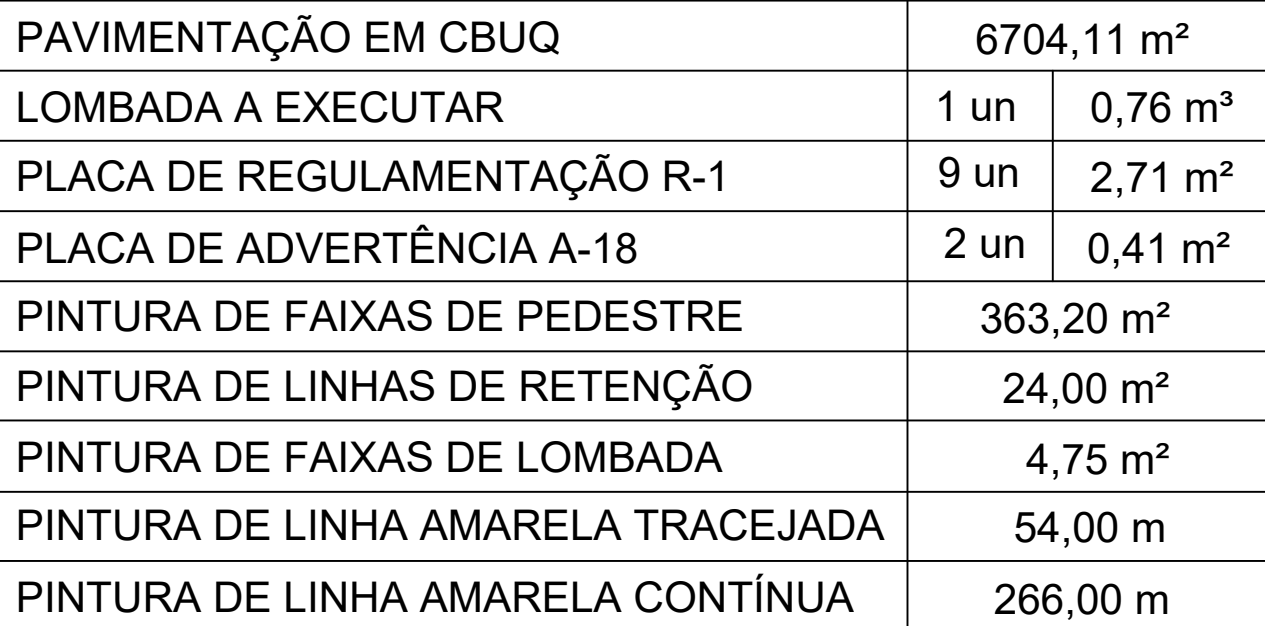 PAVIMENTAÇÃO EM CBUQ 6704,11 m²
LOMBADA A EXECUTAR 1 un 0,76 m³
PLACA DE REGULAMENTAÇÃO R-1 9 un 2,71 m²
PLACA DE ADVERTÊNCIA A-18 2 un 0,41 m²
PINTURA DE FAIXAS DE PEDESTRE 363,20 m²
PINTURA DE LINHAS DE RETENÇÃO 24,00 m²
PINTURA DE FAIXAS DE LOMBADA 4,75 m²
PINTURA DE LINHA AMARELA TRACEJADA 54,00 m
PINTURA DE LINHA AMARELA CONTÍNUA 266,00 m